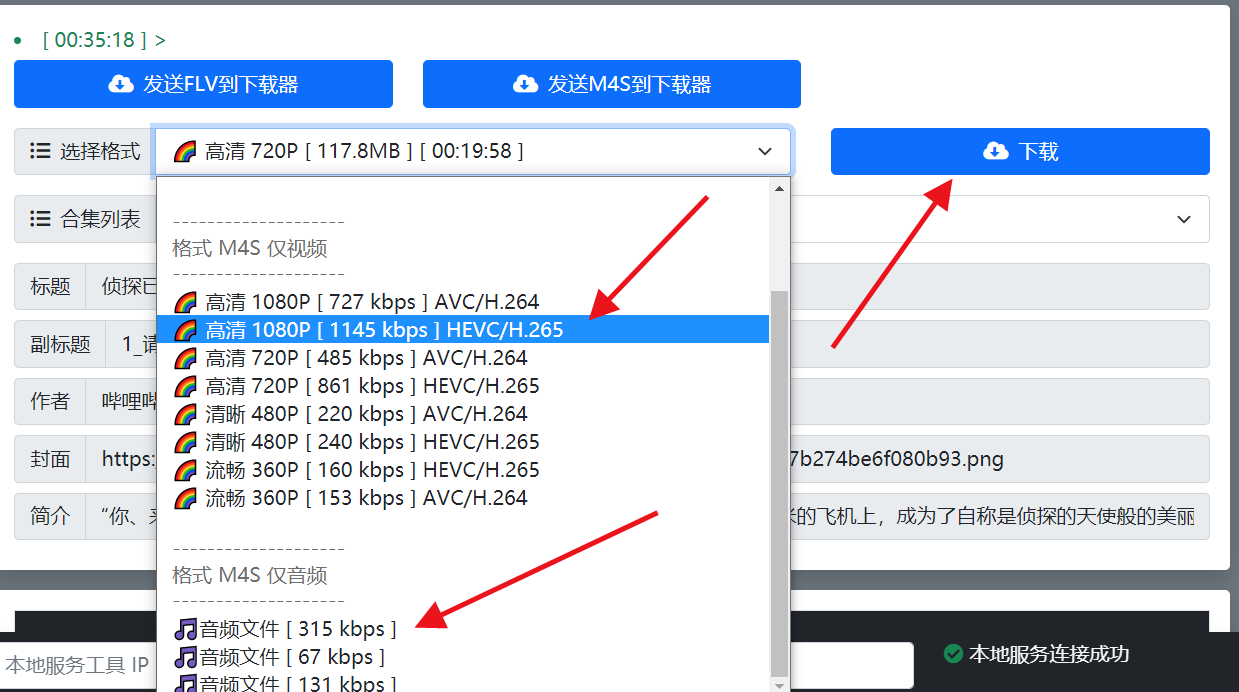 [ 00:35:18 ] >
发送FLV到下载器
发送M4S到下载器
选择格式
高清 720P [ 117.8MB ] [ 00:19:58 ]
下载
合集列表
--------------------
格式 M4S 仅视频
--------------------
高清 1080P [ 727 kbps ] AVC/H.264
高清 1080P [ 1145 kbps ] HEVC/H.265
高清 720P [ 485 kbps ] AVC/H.264
高清 720P [ 861 kbps ] HEVC/H.265
清晰 480P [ 220 kbps ] AVC/H.264
清晰 480P [ 240 kbps ] HEVC/H.265
流畅 360P [ 160 kbps ] HEVC/H.265
流畅 360P [ 153 kbps ] AVC/H.264
--------------------
格式 M4S 仅音频
--------------------
音频文件 [ 315 kbps ]
音频文件 [ 67 kbps ]
音频文件 [ 131 kbps ]
标题 侦探已
副标题 1_请
作者 哔哩哔
封面 https: 7b274be6f080b93.png
简介 “你、 的飞机上，成为了自称是侦探的天使般的美丽
本地服务工具 IP
本地服务连接成功